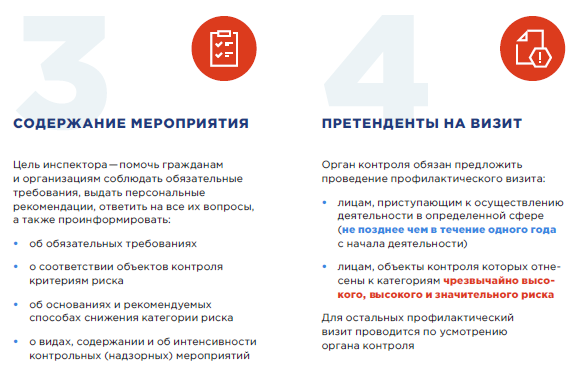 3
СОДЕРЖАНИЕ МЕРОПРИЯТИЯ
Цель инспектора — помочь гражданам
и организациям соблюдать обязательные
требования, выдать персональные
рекомендации, ответить на все их вопросы,
а также проинформировать:
• об обязательных требованиях
• о соответствии объектов контроля
критериям риска
• об основаниях и рекомендуемых
способах снижения категории риска
• о видах, содержании и об интенсивности
контрольных (надзорных) мероприятий
4
ПРЕТЕНДЕНТЫ НА ВИЗИТ
Орган контроля обязан предложить
проведение профилактического визита:
• лицам, приступающим к осуществлению
деятельности в определенной сфере
(не позднее чем в течение одного года
с начала деятельности)
• лицам, объекты контроля которых отне-
сены к категориям чрезвычайно высо-
кого, высокого и значительного риска
Для остальных профилактический
визит проводится по усмотрению
органа контроля